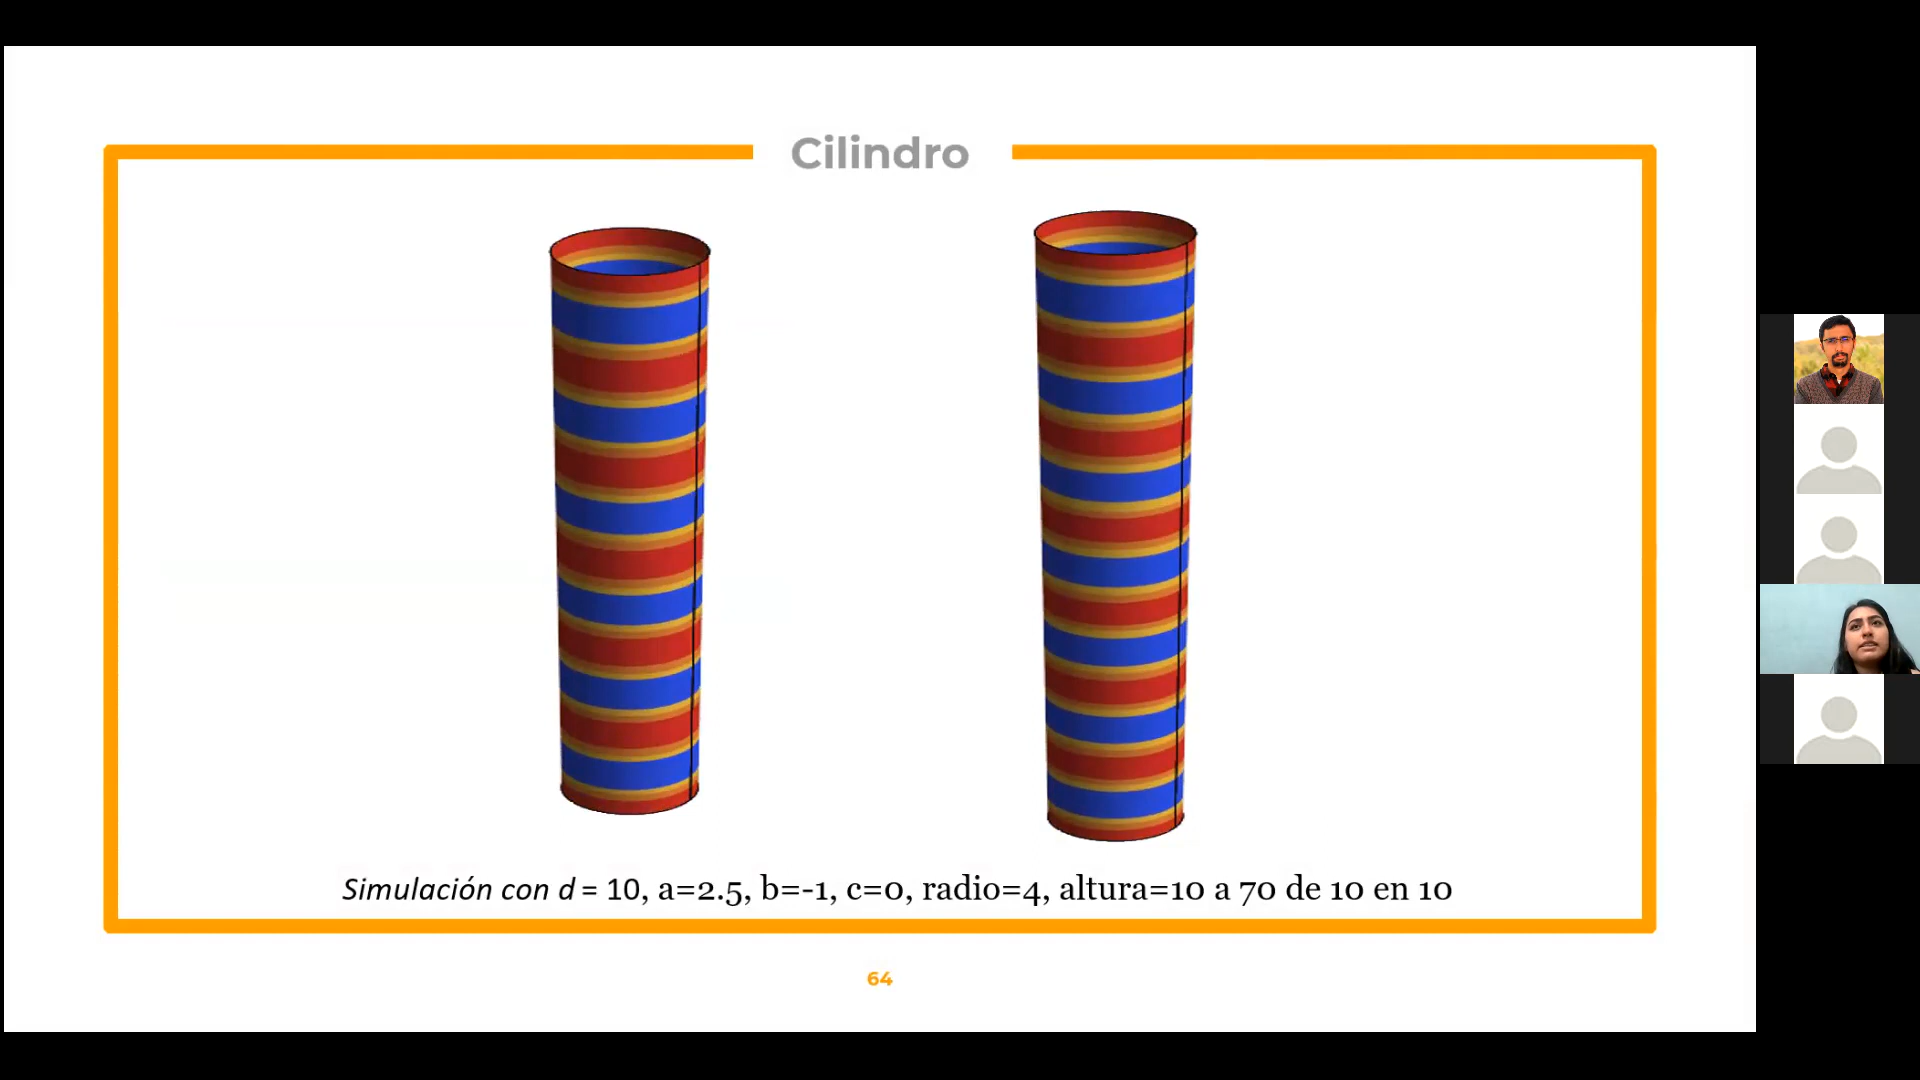 Cilindro
Simulación con d = 10, a=2.5, b=-1, c=0, radio=4, altura=10 a 70 de 10 en 10
64